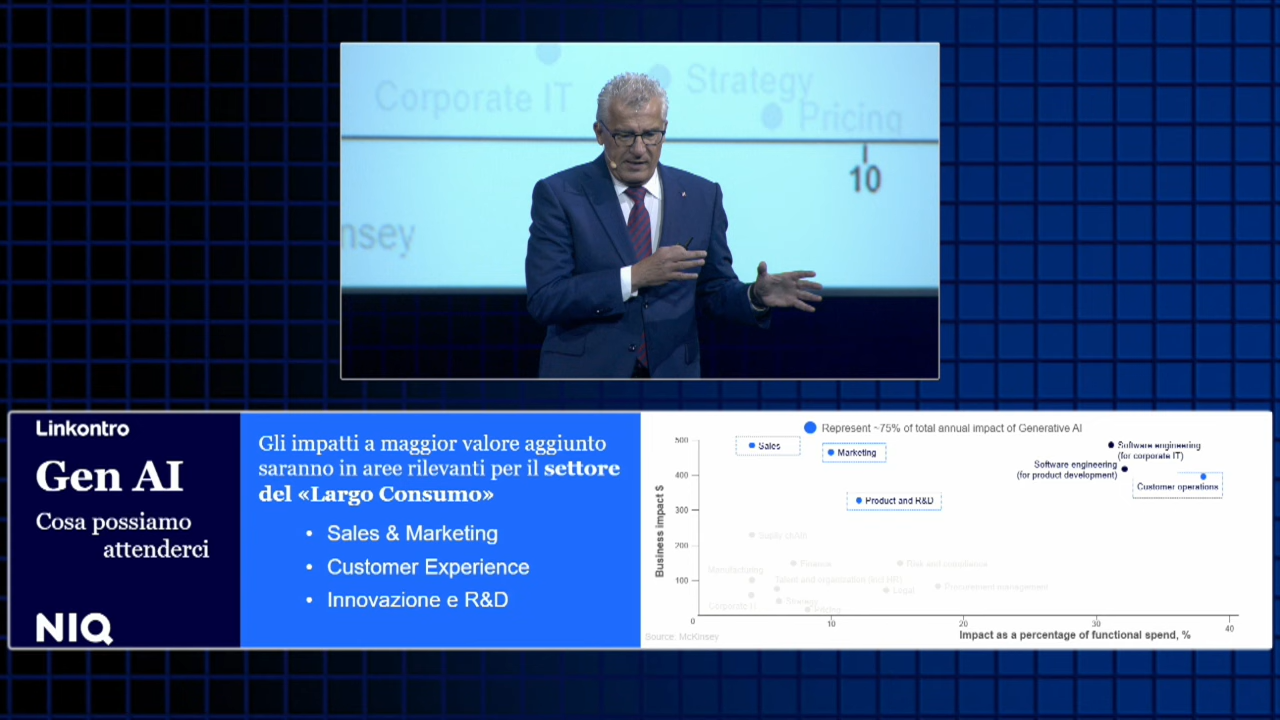 Corporate IT
Strategy
Pricing
10
nsey
Linkontro
Gen AI
Cosa possiamo
attenderci
NIQ
Gli impatti a maggior valore aggiunto
saranno in aree rilevanti per il settore
del «Largo Consumo»
• Sales & Marketing
• Customer Experience
• Innovazione e R&D
Represent ~75% of total annual impact of Generative AI
Business impact $
500
400
300
200
100
0
10
20
30
40
Sales
Marketing
Software engineering
(for corporate IT)
Software engineering
(for product development)
Customer operations
Product and R&D
Supply chain
Finance
Risk and compliance
Manufacturing
Talent and organisation (incl HR)
Procurement management
Legal
Corporate IT
Strategy
Pricing
Impact as a percentage of functional spend, %
Source: McKinsey